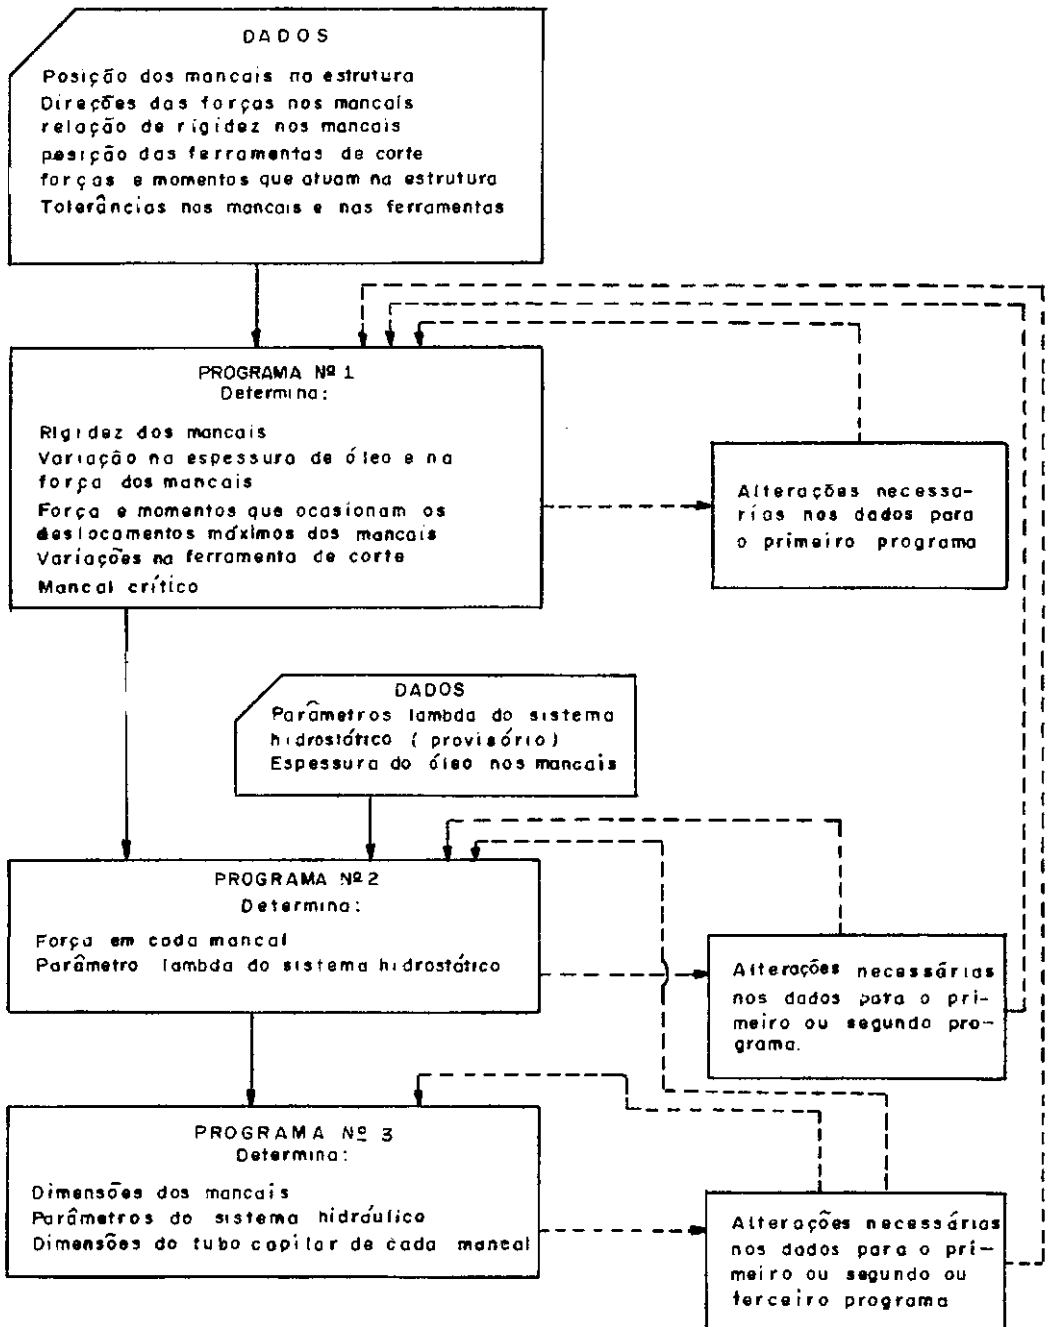 DADOS
Posição dos mancais na estrutura
Direções das forças nos mancais
relação de rigidez nos mancais
posição das ferramentas de corte
forças e momentos que atuam na estrutura
Tolerâncias nos mancais e nas ferramentas
PROGRAMA Nº 1
Determina:
Rigidez dos mancais
Variação na espessura de óleo e na
força dos mancais
Força e momentos que ocasionam os
deslocamentos máximos dos mancais
Variações na ferramenta de corte
Mancal crítico
Alterações necessa-
rias nos dados para
o primeiro programa
DADOS
Parâmetros lambda do sistema
hidrostático ( provisório)
Espessura do óleo nos mancais
PROGRAMA Nº 2
Determina:
Força em cada mancal
Parâmetro lambda do sistema hidrostático
Alterações necessárias
nos dados para o pri-
meiro ou segundo pro-
grama.
PROGRAMA Nº 3
Determina:
Dimensões dos mancais
Parâmetros do sistema hidráulico
Dimensões do tubo capilar de cada mancal
Alterações necessárias
nos dados para o pri-
meiro ou segundo ou
terceiro programa